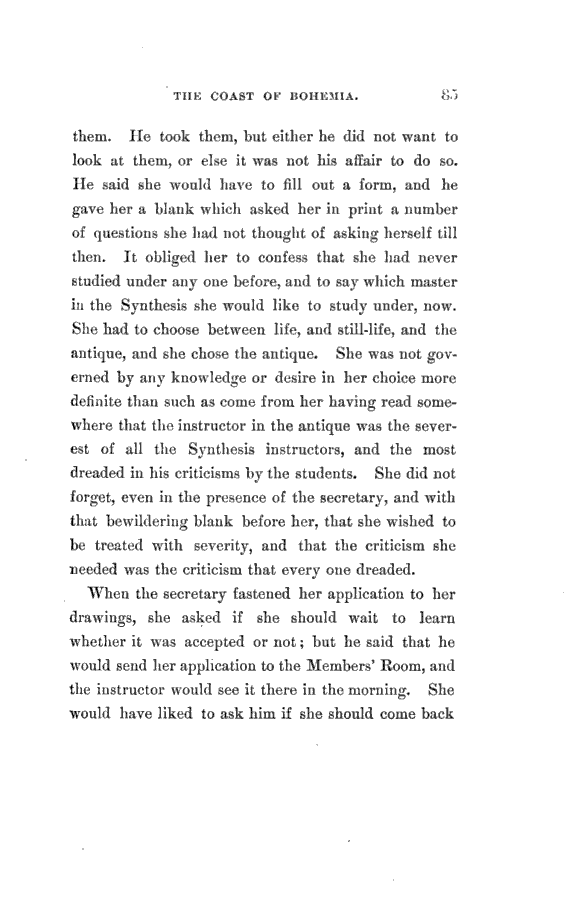 THE COAST OF BOHEMIA. 85
them. He took them, but either he did not want to
look at them, or else it was not his affair to do so.
He said she would have to fill out a form, and he
gave her a blank which asked her in print a number
of questions she had not thought of asking herself till
then. It obliged her to confess that she had never
studied under any one before, and to say which master
in the Synthesis she would like to study under, now.
She had to choose between life, and still-life, and the
antique, and she chose the antique. She was not gov-
erned by any knowledge or desire in her choice more
definite than such as come from her having read some-
where that the instructor in the antique was the sever-
est of all the Synthesis instructors, and the most
dreaded in his criticisms by the students. She did not
forget, even in the presence of the secretary, and with
that bewildering blank before her, that she wished to
be treated with severity, and that the criticism she
needed was the criticism that every one dreaded.
When the secretary fastened her application to her
drawings, she asked if she should wait to learn
whether it was accepted or not; but he said that he
would send her application to the Members' Room, and
the instructor would see it there in the morning. She
would have liked to ask him if she should come back